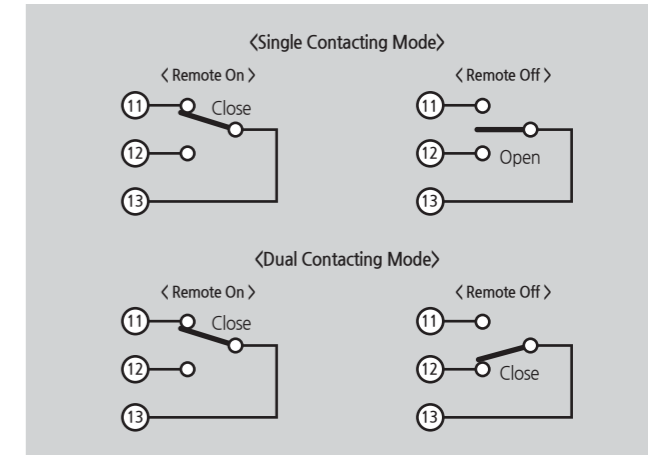 〈Single Contacting Mode〉
〈Remote On〉 〈Remote Off〉
11 Close 11
12 12 Open
13 13
〈Dual Contacting Mode〉
〈Remote On〉 〈Remote Off〉
11 Close 11
12 12 Close
13 13